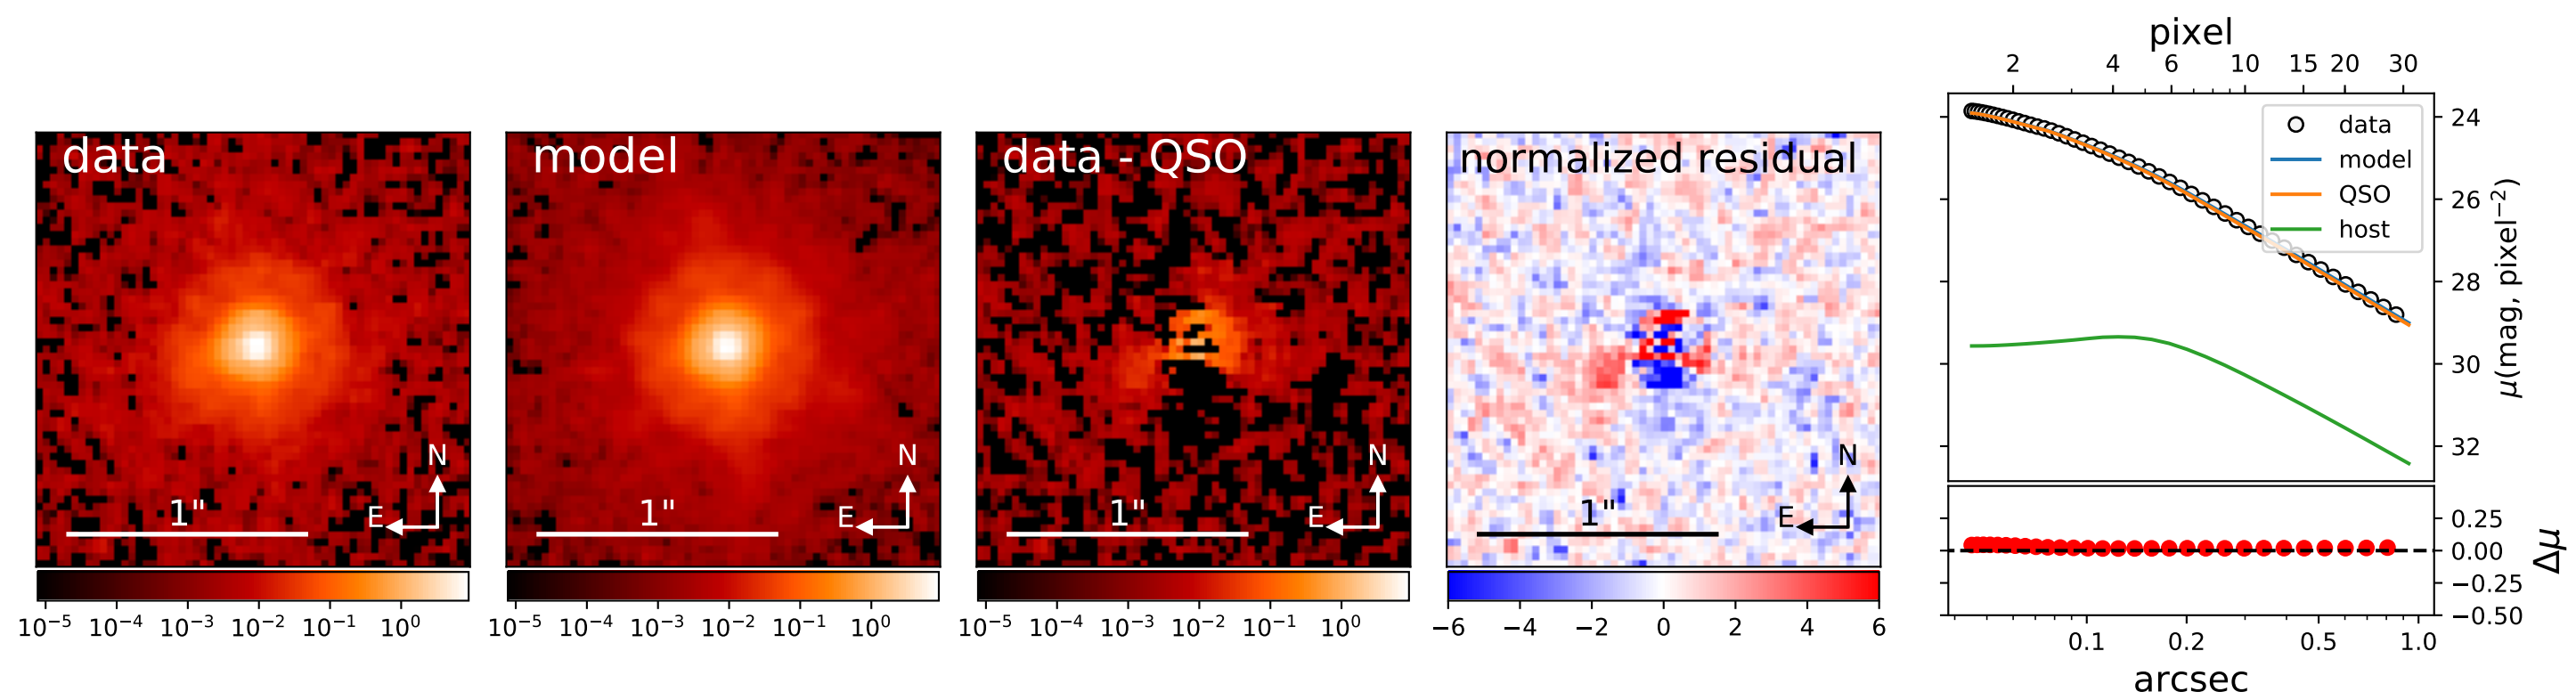 data
N
E
1"
10⁻⁵ 10⁻⁴ 10⁻³ 10⁻² 10⁻¹ 10⁰
model
N
E
1"
10⁻⁵ 10⁻⁴ 10⁻³ 10⁻² 10⁻¹ 10⁰
data - QSO
N
E
1"
10⁻⁵ 10⁻⁴ 10⁻³ 10⁻² 10⁻¹ 10⁰
normalized residual
N
E
1"
−6 −4 −2 0 2 4 6
pixel
2 4 6 10 15 20 30
data
model
QSO
host
24
26
28
30
32
μ(mag, pixel⁻²)
0.25
0.00
−0.25
−0.50
Δμ
0.1 0.2 0.5 1.0
arcsec